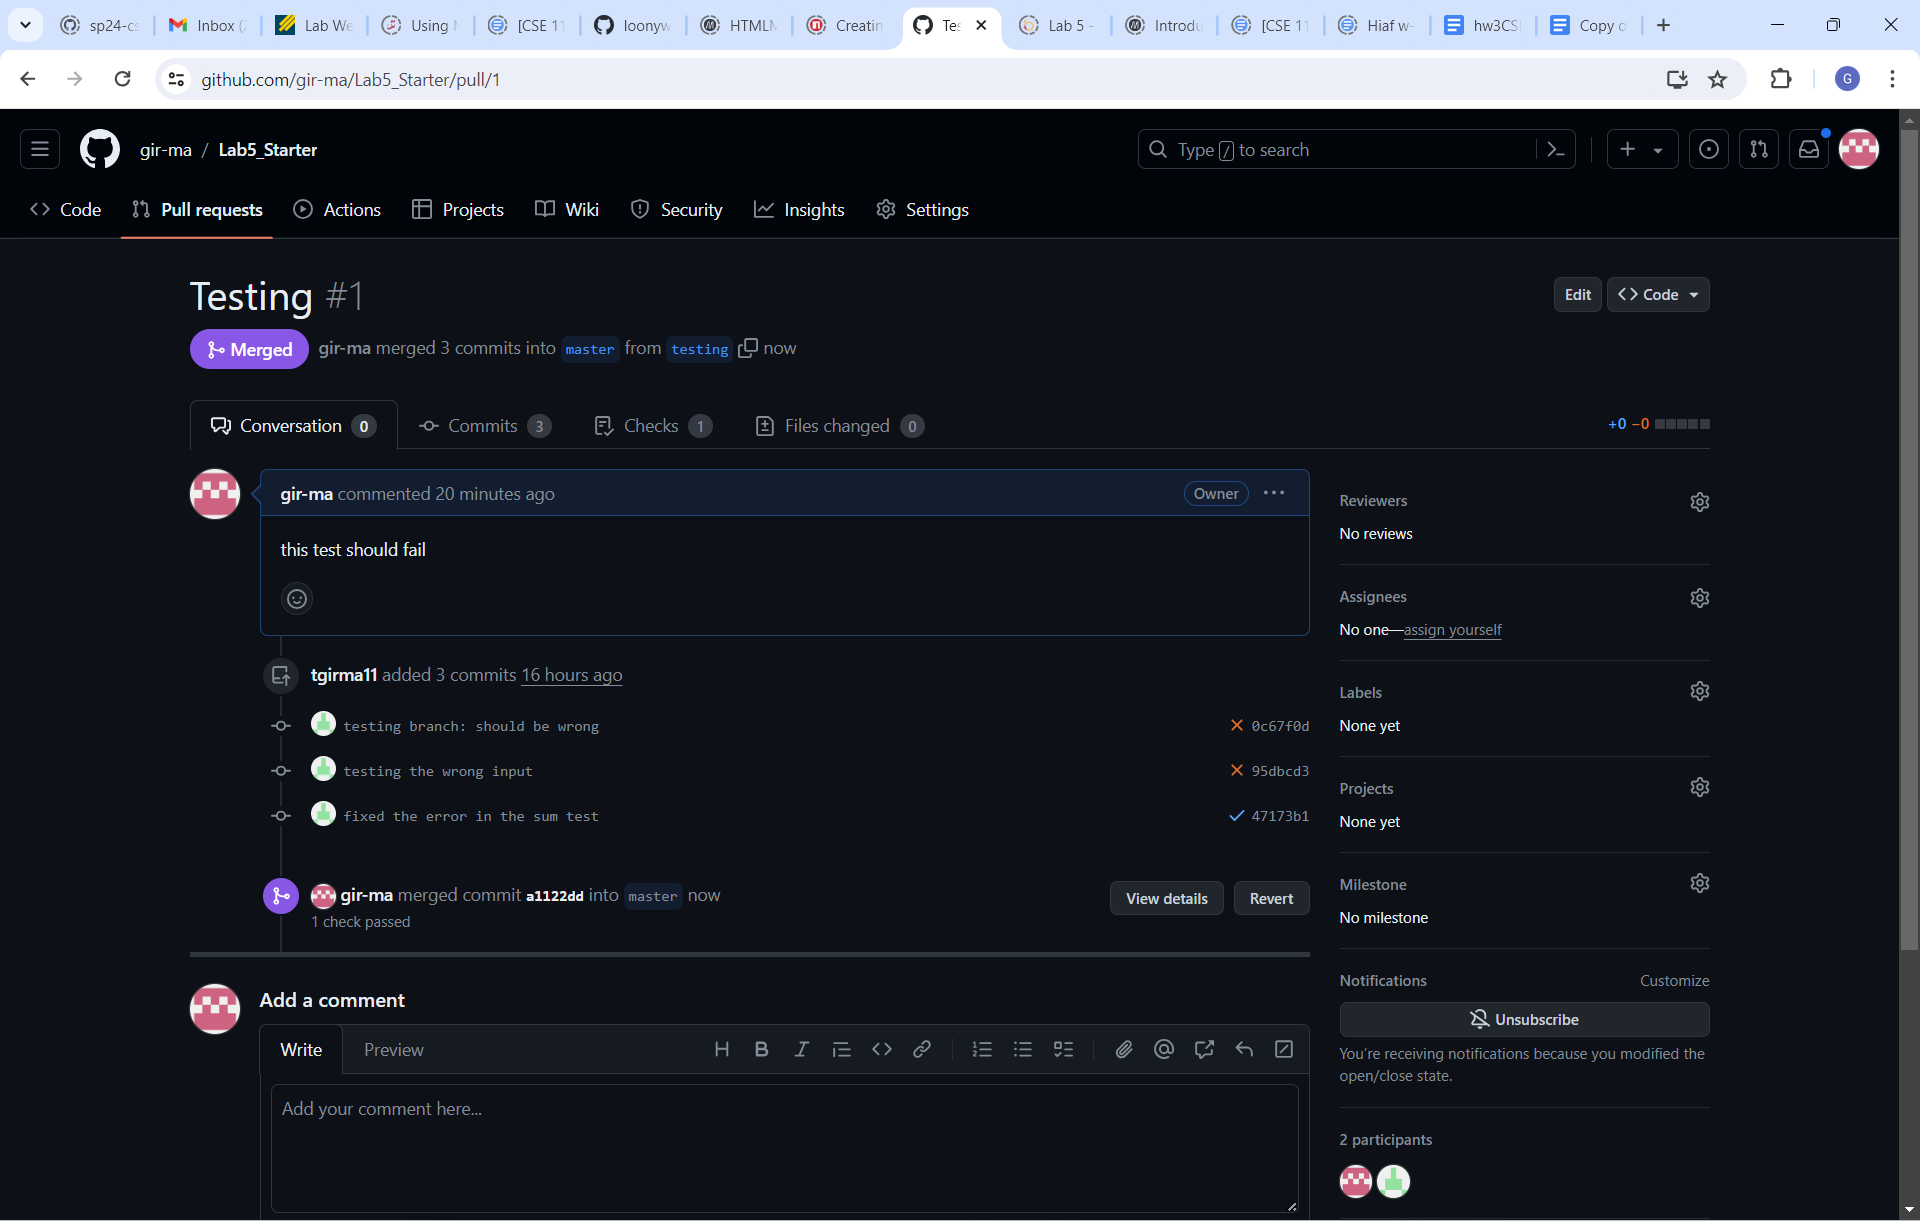 sp24-cs
Inbox (
Lab We
Using
[CSE 11
loonyw
HTML
Creatin
Tes
Lab 5 -
Introdu
[CSE 11
Hiaf w-
hw3CS
Copy o
github.com/gir-ma/Lab5_Starter/pull/1
G
gir-ma / Lab5_Starter
Type / to search
Code
Pull requests
Actions
Projects
Wiki
Security
Insights
Settings
Testing #1
Edit
Code
Merged
gir-ma merged 3 commits into master from testing now
Conversation 0
Commits 3
Checks 1
Files changed 0
+0 −0
gir-ma commented 20 minutes ago
Owner
this test should fail
tgirma11 added 3 commits 16 hours ago
testing branch: should be wrong
0c67f0d
testing the wrong input
95dbcd3
fixed the error in the sum test
47173b1
gir-ma merged commit a1122dd into master now
1 check passed
View details
Revert
Add a comment
Write
Preview
Add your comment here...
Reviewers
No reviews
Assignees
No one—assign yourself
Labels
None yet
Projects
None yet
Milestone
No milestone
Notifications
Customize
Unsubscribe
You're receiving notifications because you modified the
open/close state.
2 participants